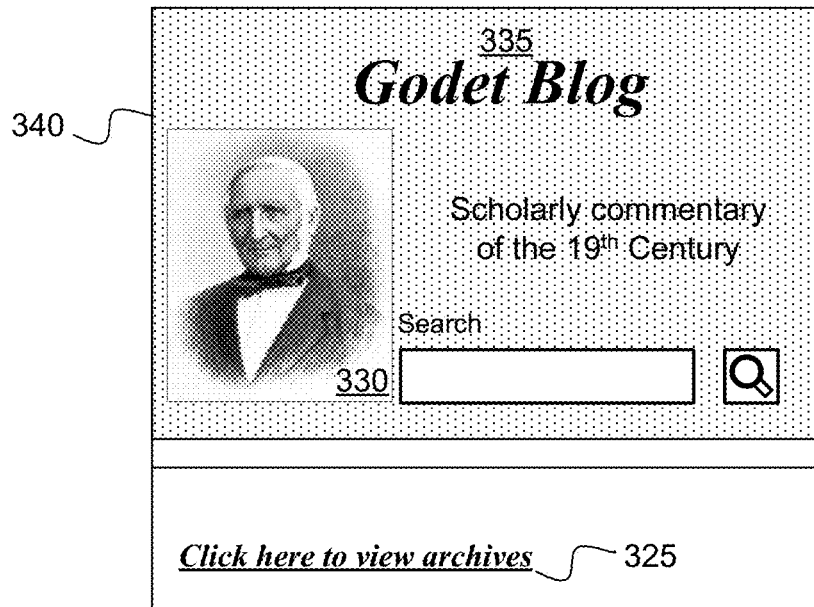 335
Godet Blog
340
Scholarly commentary
of the 19th Century
Search
330
Click here to view archives
325